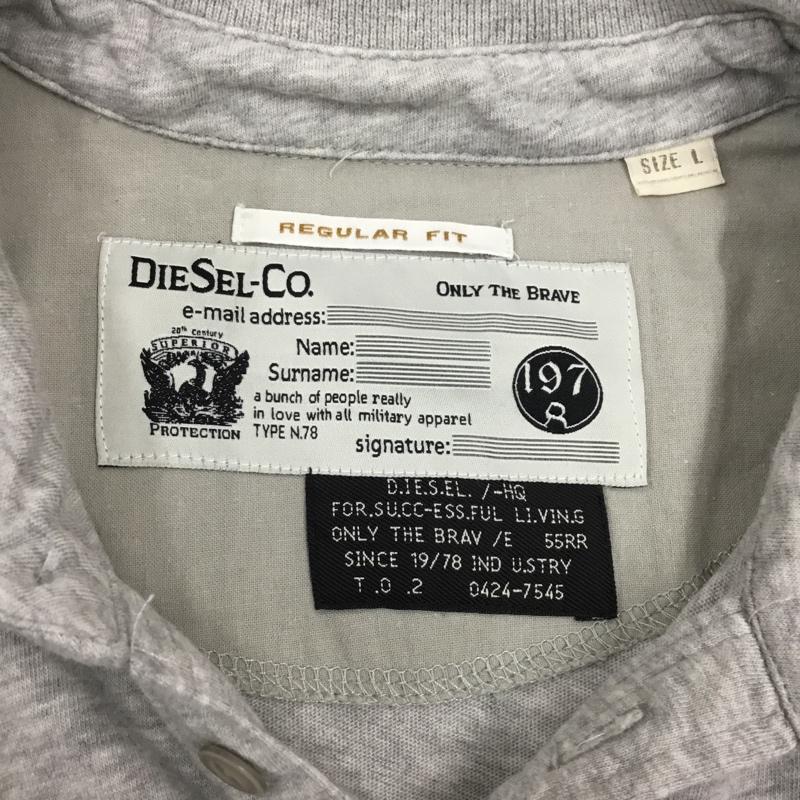 SIZE L
REGULAR FIT
DIESEL-CO.
ONLY THE BRAVE
e-mail address:
20th Century
SUPERIOR
PROTECTION
Name:
Surname:
a bunch of people really
in love with all military apparel
TYPE N.78
signature:
197
8
D.I.E.S.EL. /-HQ
FOR.SU.CC-ESS.FUL LI.VIN.G
ONLY THE BRAV /E 55RR
SINCE 19/78 IND U.STRY
T .O .2 0424-7545